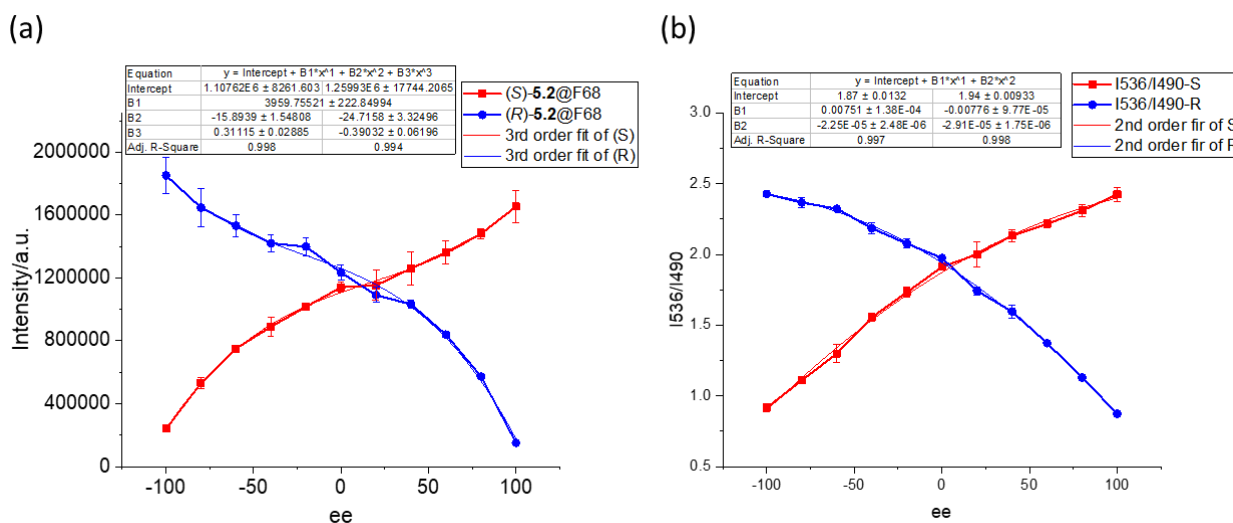 (a)
Equation y = Intercept + B1*x^1 + B2*x^2 + B3*x^3
Intercept 1.10762E6 ± 8261.603 1.25993E6 ± 17744.2065
B1 3959.75521 ± 222.84994
B2 -15.8939 ± 1.54808 -24.7158 ± 3.32496
B3 0.31115 ± 0.02885 -0.39032 ± 0.06196
Adj. R-Square 0.998 0.994
(S)-5.2@F68
(R)-5.2@F68
3rd order fit of (S)
3rd order fit of (R)
Intensity/a.u.
2000000
1600000
1200000
800000
400000
0
-100 -50 0 50 100
ee
(b)
Equation y = Intercept + B1*x^1 + B2*x^2
Intercept 1.87 ± 0.0132 1.94 ± 0.00933
B1 0.00751 ± 1.38E-04 -0.00776 ± 9.77E-05
B2 -2.25E-05 ± 2.48E-06 -2.91E-05 ± 1.75E-06
Adj. R-Square 0.997 0.998
I536/I490-S
I536/I490-R
2nd order fir of S
2nd order fir of
I536/I490
3.0
2.5
2.0
1.5
1.0
0.5
-100 -50 0 50 100
ee